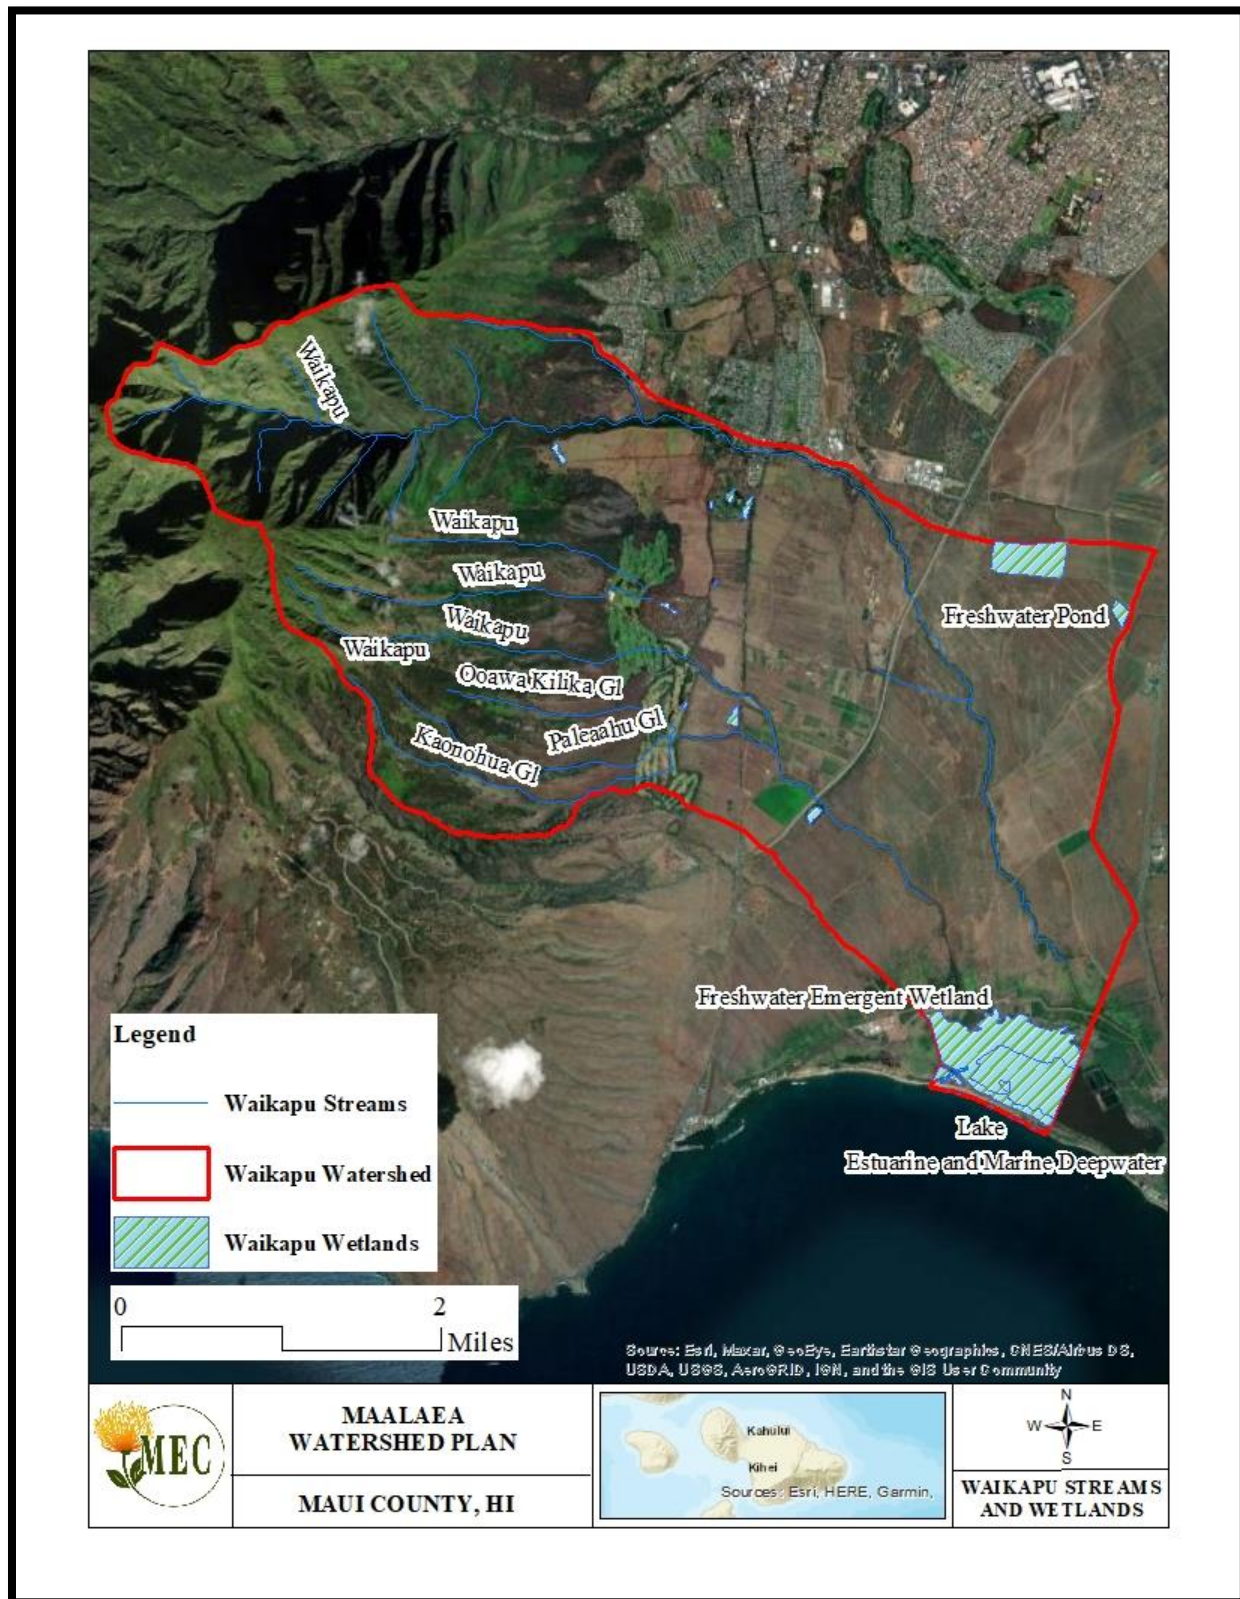 Waikapu
Waikapu
Waikapu
Waikapu
Waikapu
Ooawa Kilika Gl
Paleaahu Gl
Kaonohua Gl
Freshwater Pond
Freshwater Emergent Wetland
Lake
Estuarine and Marine Deepwater
Legend
Waikapu Streams
Waikapu Watershed
Waikapu Wetlands
0 2
Miles
Source: Esri, Maxar, GeoEye, Earthstar Geographics, CNES/Airbus DS,
USDA, USGS, AeroGRID, IGN, and the GIS User Community
MEC
MAALAEA
WATERSHED PLAN
MAUI COUNTY, HI
Kahului
Kihei
Sources: Esri, HERE, Garmin,
N
W E
S
WAIKAPU STREAMS
AND WETLANDS